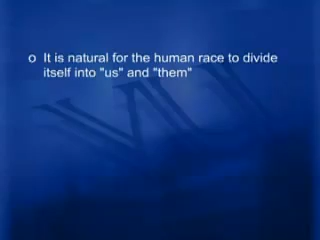 o It is natural for the human race to divide
itself into "us" and "them"